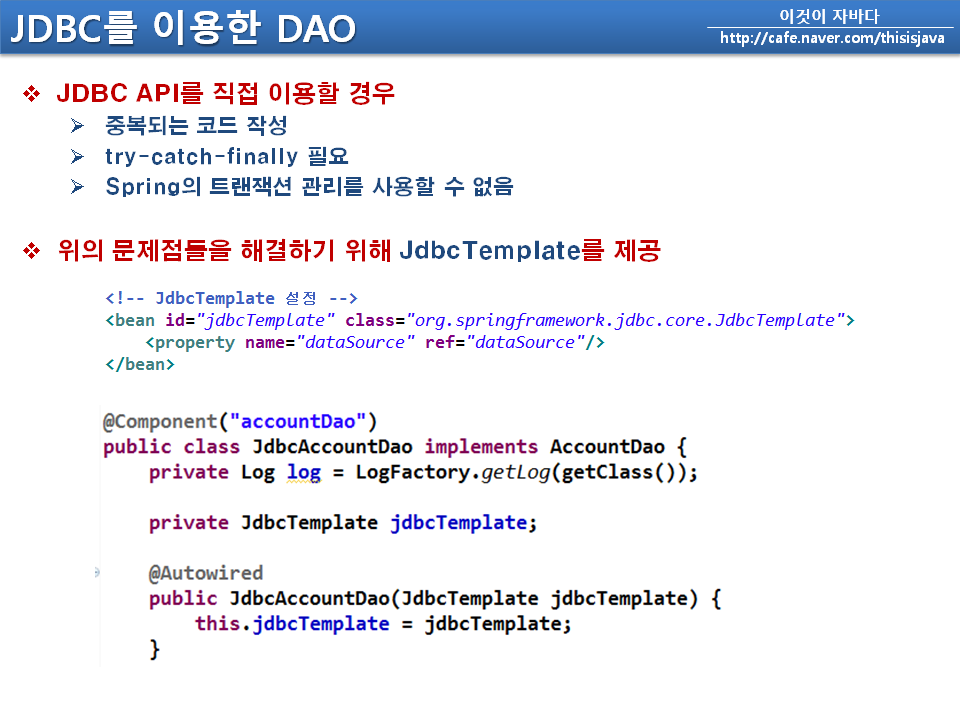 JDBC를 이용한 DAO
이것이 자바다
http://cafe.naver.com/thisisjava
❖ JDBC API를 직접 이용할 경우
➢ 중복되는 코드 작성
➢ try-catch-finally 필요
➢ Spring의 트랜잭션 관리를 사용할 수 없음
❖ 위의 문제점들을 해결하기 위해 JdbcTemplate를 제공
<!-- JdbcTemplate 설정 -->
<bean id="jdbcTemplate" class="org.springframework.jdbc.core.JdbcTemplate">
    <property name="dataSource" ref="dataSource"/>
</bean>
@Component("accountDao")
public class JdbcAccountDao implements AccountDao {
    private Log log = LogFactory.getLog(getClass());
    private JdbcTemplate jdbcTemplate;
    @Autowired
    public JdbcAccountDao(JdbcTemplate jdbcTemplate) {
        this.jdbcTemplate = jdbcTemplate;
    }